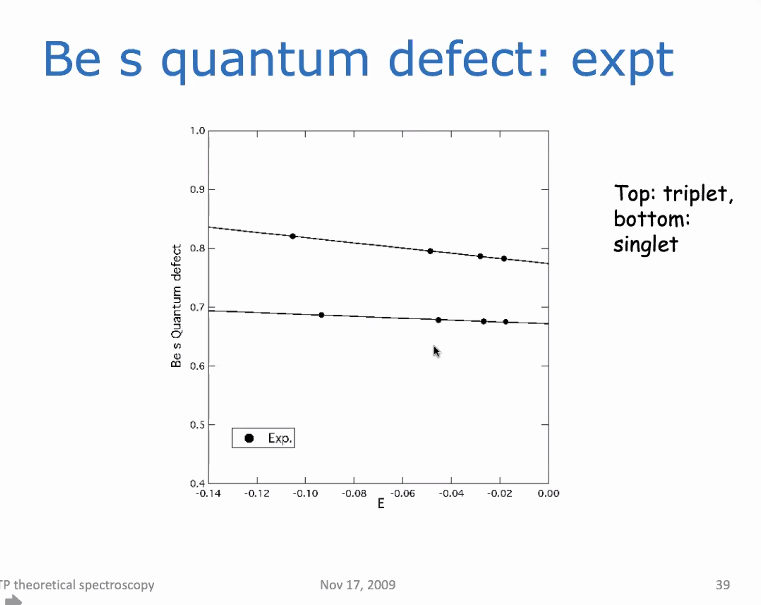 Be s quantum defect: expt
1.0
0.9
0.8
0.7
0.6
0.5
0.4
Be s Quantum defect
Exp.
-0.14 -0.12 -0.10 -0.08 -0.06 -0.04 -0.02 0.00
E
Top: triplet,
bottom:
singlet
TP theoretical spectroscopy
Nov 17, 2009
39